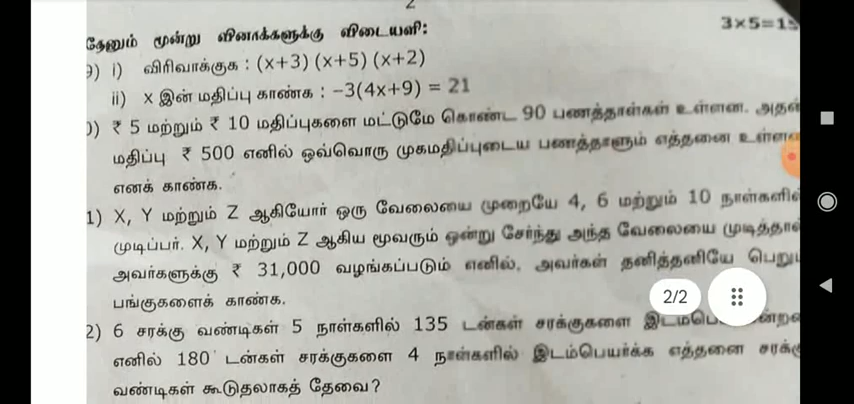 2
தேனும் மூன்று வினாக்களுக்கு விடையளி: 3×5=15
9) i) விரிவாக்குக : (x+3) (x+5) (x+2)
ii) x இன் மதிப்பு காண்க : −3(4x+9) = 21
0) ₹ 5 மற்றும் ₹ 10 மதிப்புகளை மட்டுமே கொண்ட 90 பணத்தாள்கள் உள்ளன. அதன்
மதிப்பு ₹ 500 எனில் ஒவ்வொரு முகமதிப்புடைய பணத்தாளும் எத்தனை உள்ளன
எனக் காண்க.
1) X, Y மற்றும் Z ஆகியோர் ஒரு வேலையை முறையே 4, 6 மற்றும் 10 நாள்களில்
முடிப்பர். X, Y மற்றும் Z ஆகிய மூவரும் ஒன்று சேர்ந்து அந்த வேலையை முடித்தால்
அவர்களுக்கு ₹ 31,000 வழங்கப்படும் எனில், அவர்கள் தனித்தனியே பெறு
பங்குகளைக் காண்க.
2/2
2) 6 சரக்கு வண்டிகள் 5 நாள்களில் 135 டன்கள் சரக்குகளை
எனில் 180 டன்கள் சரக்குகளை 4 நாள்களில் இடம்பெயர்க்க எத்தனை சரக்கு
வண்டிகள் கூடுதலாகத் தேவை?